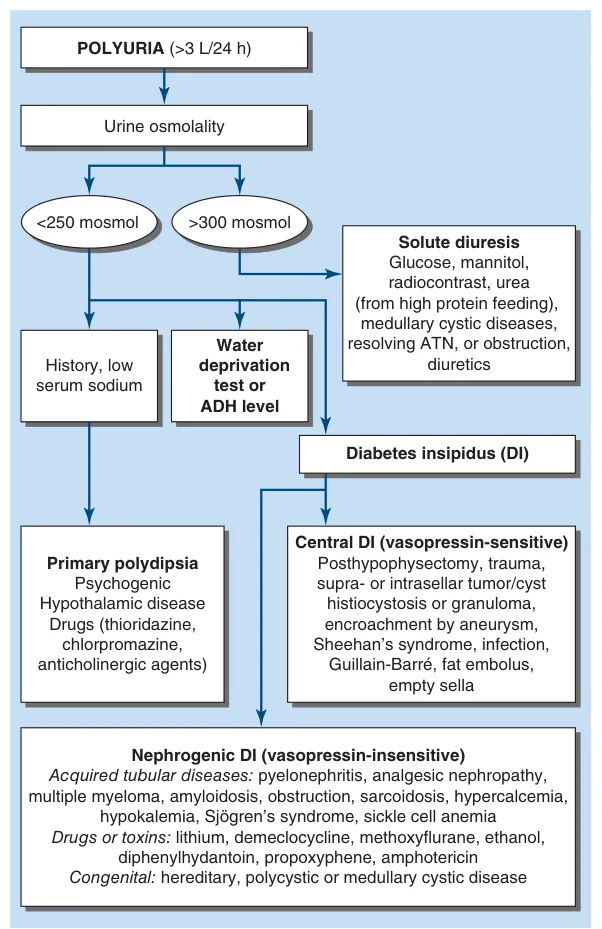 POLYURIA (>3 L/24 h)
Urine osmolality
<250 mosmol
>300 mosmol
Solute diuresis
Glucose, mannitol,
radiocontrast, urea
(from high protein feeding),
medullary cystic diseases,
resolving ATN, or obstruction,
diuretics
History, low
serum sodium
Water
deprivation
test or
ADH level
Diabetes insipidus (DI)
Primary polydipsia
Psychogenic
Hypothalamic disease
Drugs (thioridazine,
chlorpromazine,
anticholinergic agents)
Central DI (vasopressin-sensitive)
Posthypophysectomy, trauma,
supra- or intrasellar tumor/cyst
histiocystosis or granuloma,
encroachment by aneurysm,
Sheehan's syndrome, infection,
Guillain-Barré, fat embolus,
empty sella
Nephrogenic DI (vasopressin-insensitive)
Acquired tubular diseases: pyelonephritis, analgesic nephropathy,
multiple myeloma, amyloidosis, obstruction, sarcoidosis, hypercalcemia,
hypokalemia, Sjögren's syndrome, sickle cell anemia
Drugs or toxins: lithium, demeclocycline, methoxyflurane, ethanol,
diphenylhydantoin, propoxyphene, amphotericin
Congenital: hereditary, polycystic or medullary cystic disease